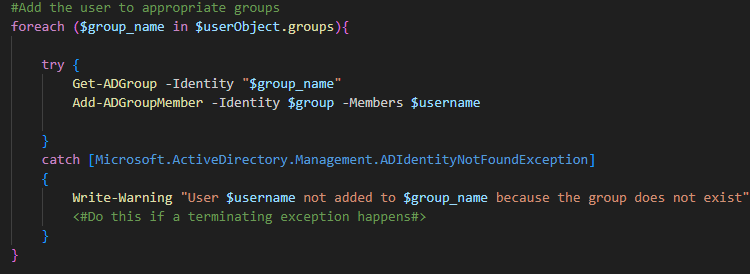 #Add the user to appropriate groups
foreach ($group_name in $userObject.groups){
try {
Get-ADGroup -Identity "$group_name"
Add-ADGroupMember -Identity $group -Members $username
}
catch [Microsoft.ActiveDirectory.Management.ADIdentityNotFoundException]
{
Write-Warning "User $username not added to $group_name because the group does not exist"
<#Do this if a terminating exception happens#>
}
}